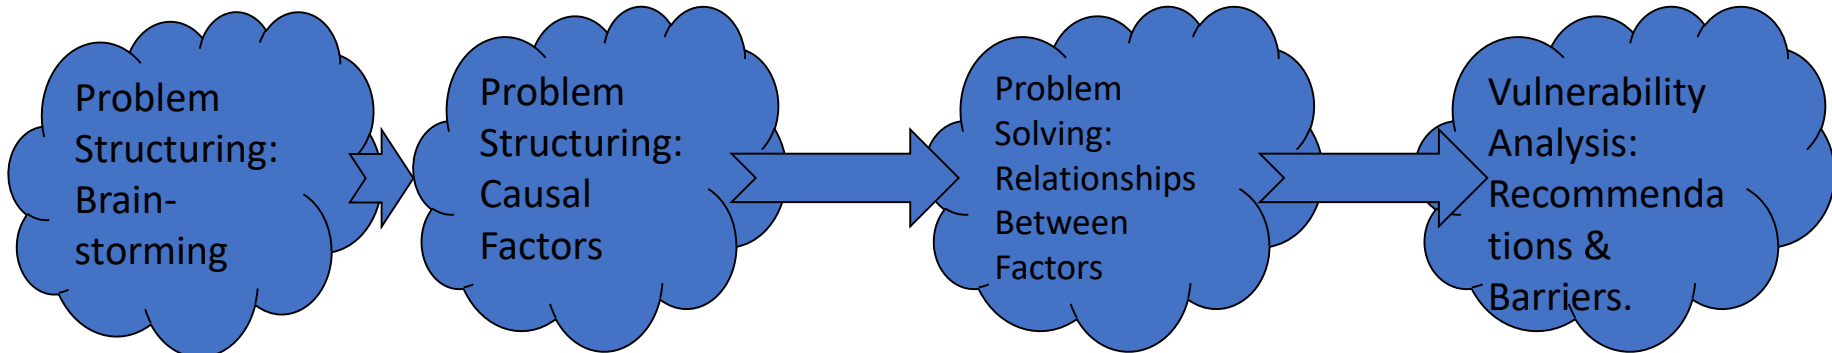 Problem
Structuring:
Brain-
storming
Problem
Structuring:
Causal
Factors
Problem
Solving:
Relationships
Between
Factors
Vulnerability
Analysis:
Recommenda
tions &
Barriers.